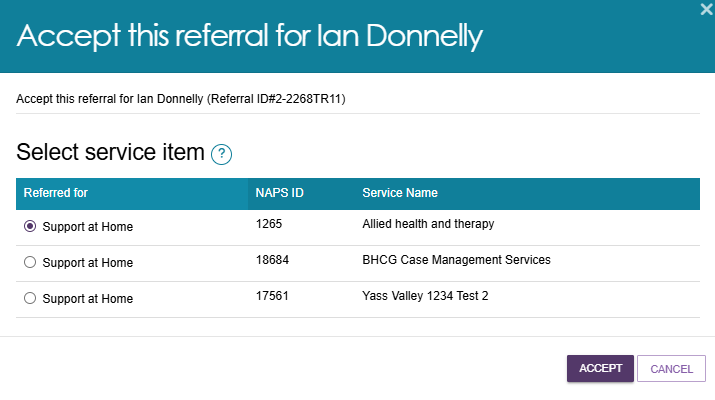 Accept this referral for Ian Donnelly
Accept this referral for Ian Donnelly (Referral ID#2-2268TR11)
Select service item ?
Referred for NAPS ID Service Name
Support at Home 1265 Allied health and therapy
Support at Home 18684 BHCG Case Management Services
Support at Home 17561 Yass Valley 1234 Test 2
ACCEPT CANCEL